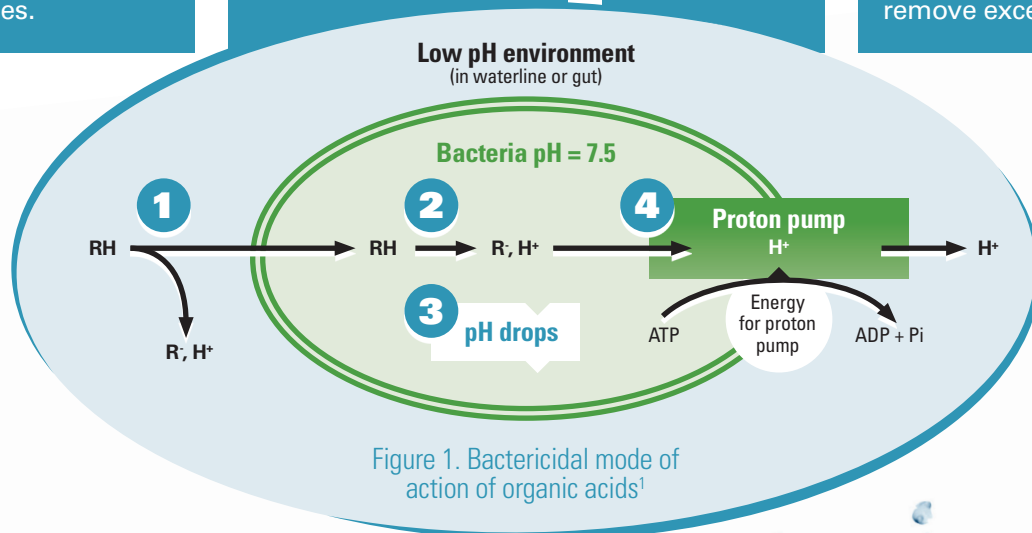 es.
remove exce
Low pH environment
(in waterline or gut)
Bacteria pH = 7.5
1
2
4
Proton pump
RH
RH
R⁻, H⁺
H⁺
H⁺
3
pH drops
Energy
for proton
pump
ATP
ADP + Pi
R⁻, H⁺
Figure 1. Bactericidal mode of
action of organic acids¹